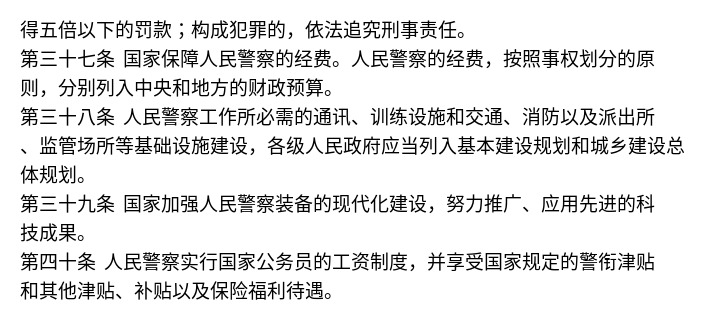 得五倍以下的罚款；构成犯罪的，依法追究刑事责任。
第三十七条 国家保障人民警察的经费。人民警察的经费，按照事权划分的原
则，分别列入中央和地方的财政预算。
第三十八条 人民警察工作所必需的通讯、训练设施和交通、消防以及派出所
、监管场所等基础设施建设，各级人民政府应当列入基本建设规划和城乡建设总
体规划。
第三十九条 国家加强人民警察装备的现代化建设，努力推广、应用先进的科
技成果。
第四十条 人民警察实行国家公务员的工资制度，并享受国家规定的警衔津贴
和其他津贴、补贴以及保险福利待遇。